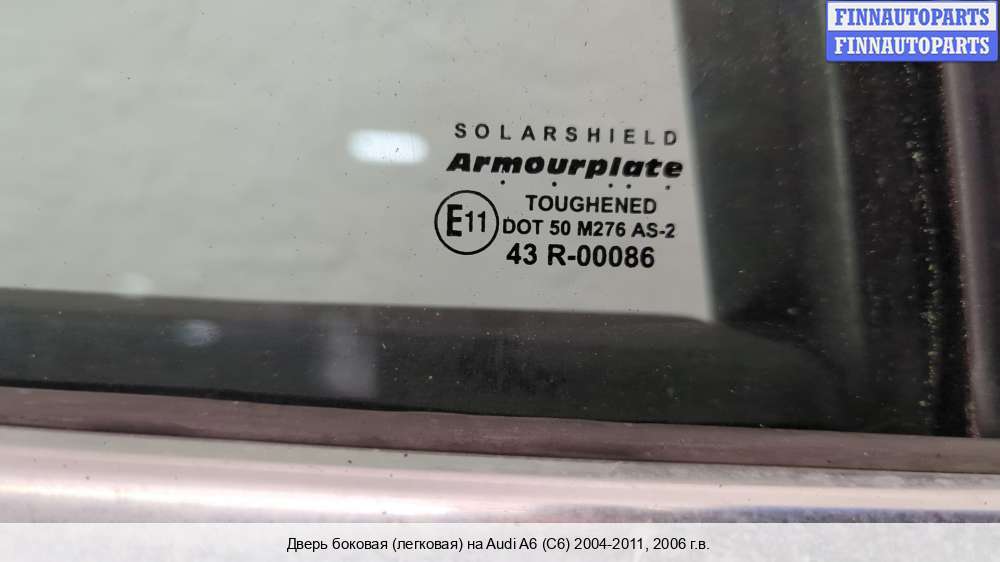 FINNAUTOPARTS
FINNAUTOPARTS
SOLARSHIELD
Armourplate
TOUGHENED
E11
DOT 50 M276 AS-2
43 R-00086
Дверь боковая (легковая) на Audi A6 (C6) 2004-2011, 2006 г.в.